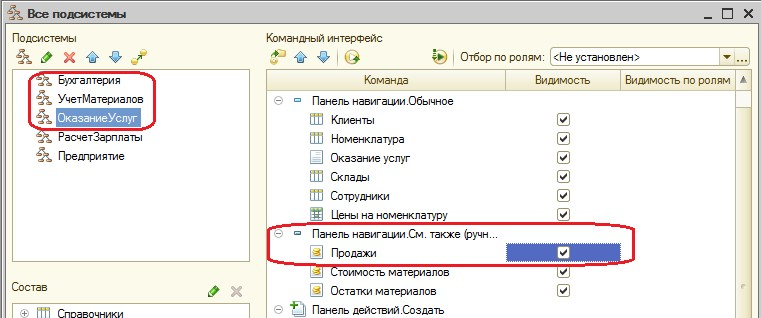 Все подсистемы
Подсистемы
Бухгалтерия
УчетМатериалов
ОказаниеУслуг
РасчетЗарплаты
Предприятие
Состав
Справочники
Командный интерфейс
Отбор по ролям: <Не установлен>
Команда Видимость Видимость по ролям
Панель навигации.Обычное
Клиенты
Номенклатура
Оказание услуг
Склады
Сотрудники
Цены на номенклатуру
Панель навигации.См. также (ручн...
Продажи
Стоимость материалов
Остатки материалов
Панель действий.Создать